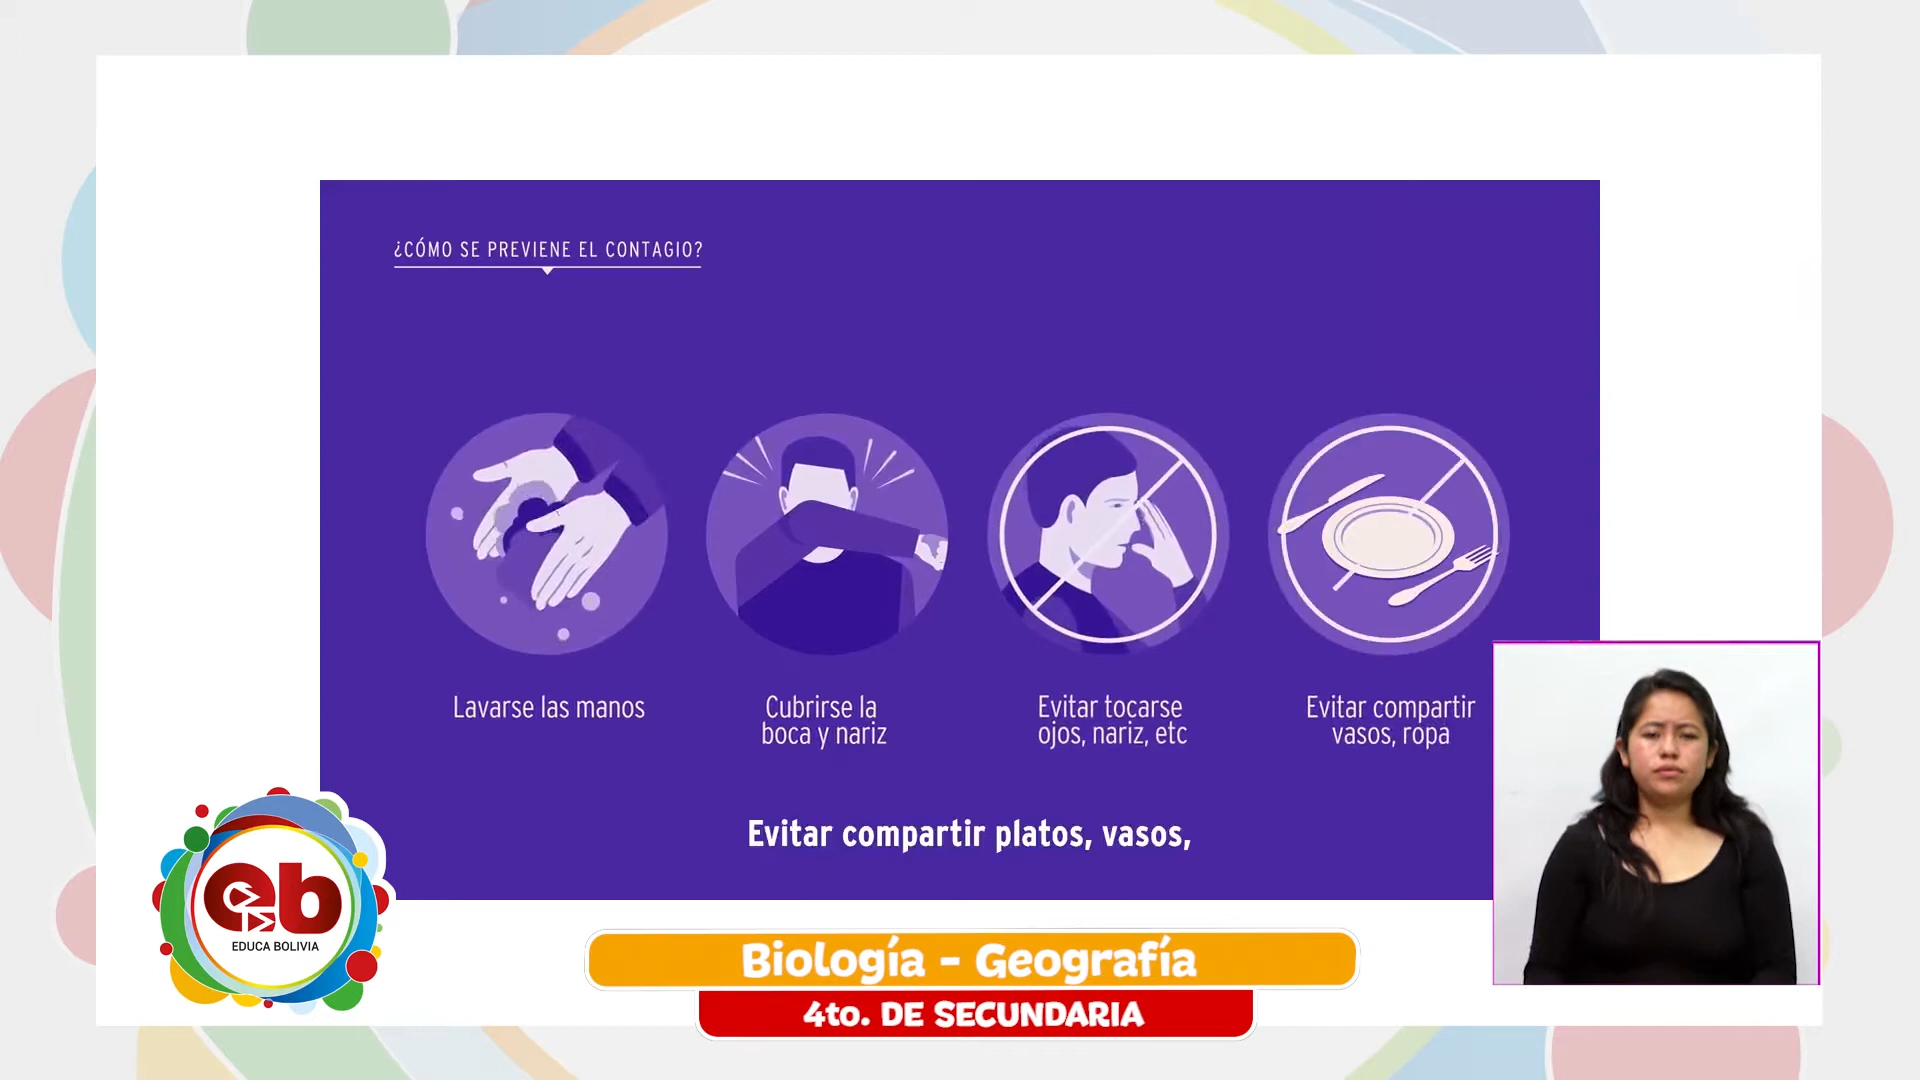 ¿CÓMO SE PREVIENE EL CONTAGIO?
Lavarse las manos
Cubrirse la
boca y nariz
Evitar tocarse
ojos, nariz, etc
Evitar compartir
vasos, ropa
Evitar compartir platos, vasos,
eb
EDUCA BOLIVIA
Biología - Geografía
4to. DE SECUNDARIA